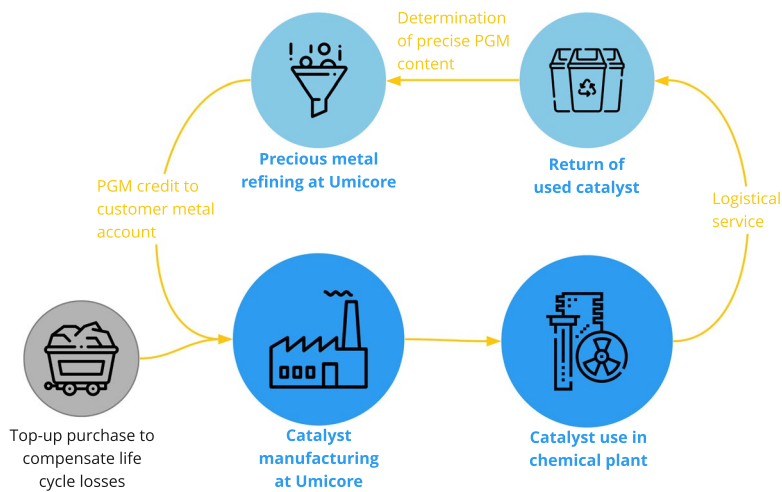 Determination
of precise PGM
content
Precious metal
refining at Umicore
Return of
used catalyst
PGM credit to
customer metal
account
Logistical
service
Top-up purchase to
compensate life
cycle losses
Catalyst
manufacturing
at Umicore
Catalyst use in
chemical plant